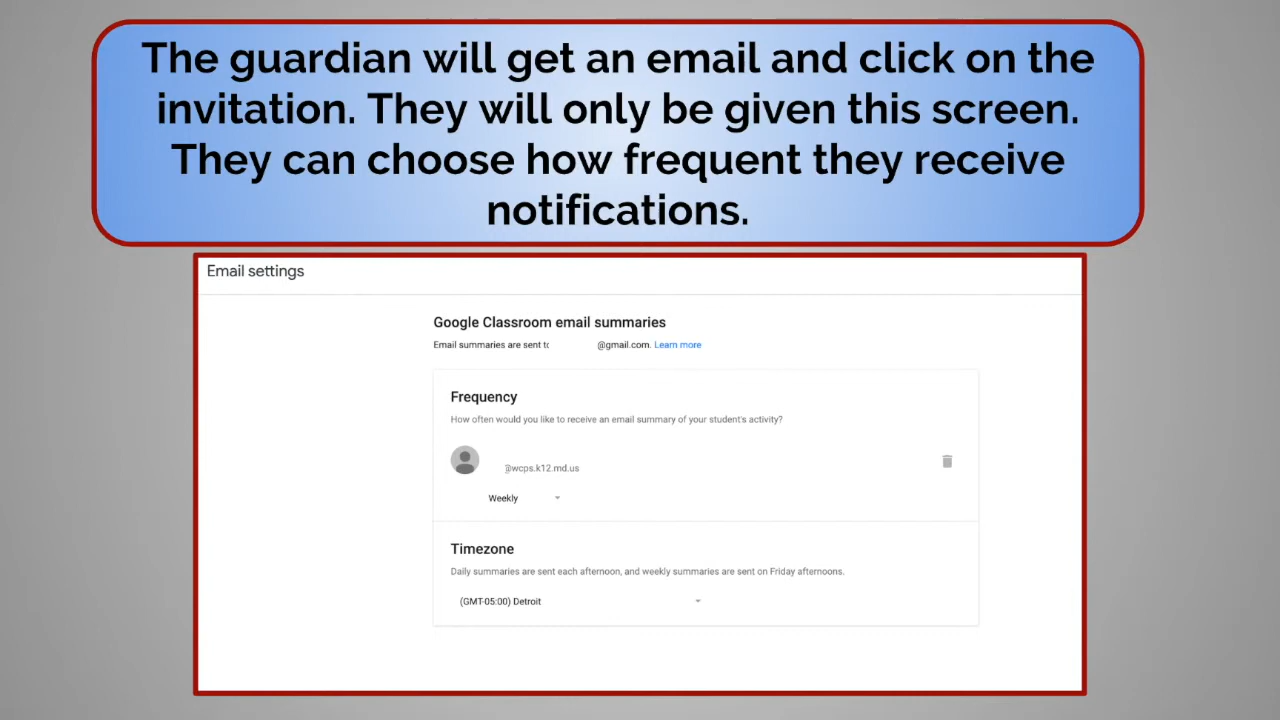 The guardian will get an email and click on the
invitation. They will only be given this screen.
They can choose how frequent they receive
notifications.
Email settings
Google Classroom email summaries
Email summaries are sent to @gmail.com. Learn more
Frequency
How often would you like to receive an email summary of your student's activity?
@wcps.k12.md.us
Weekly
Timezone
Daily summaries are sent each afternoon, and weekly summaries are sent on Friday afternoons.
(GMT-05:00) Detroit